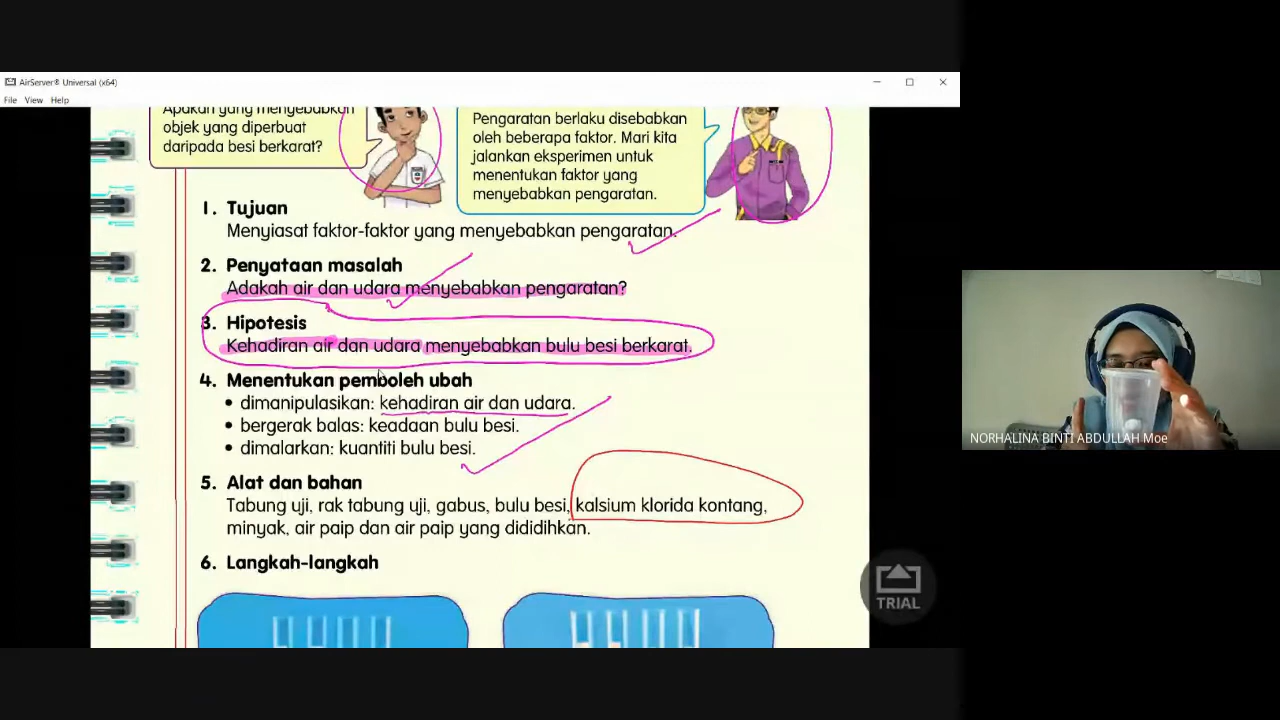 AirServer® Universal (x64)
File View Help
Apakah yang menyebabkan
objek yang diperbuat
daripada besi berkarat?
Pengaratan berlaku disebabkan
oleh beberapa faktor. Mari kita
jalankan eksperimen untuk
menentukan faktor yang
menyebabkan pengaratan.
1. Tujuan
Menyiasat faktor-faktor yang menyebabkan pengaratan.
2. Penyataan masalah
Adakah air dan udara menyebabkan pengaratan?
3. Hipotesis
Kehadiran air dan udara menyebabkan bulu besi berkarat.
4. Menentukan pemboleh ubah
• dimanipulasikan: kehadiran air dan udara.
• bergerak balas: keadaan bulu besi.
• dimalarkan: kuantiti bulu besi.
5. Alat dan bahan
Tabung uji, rak tabung uji, gabus, bulu besi, kalsium klorida kontang,
minyak, air paip dan air paip yang dididihkan.
6. Langkah-langkah
TRIAL
NORHALINA BINTI ABDULLAH Moe